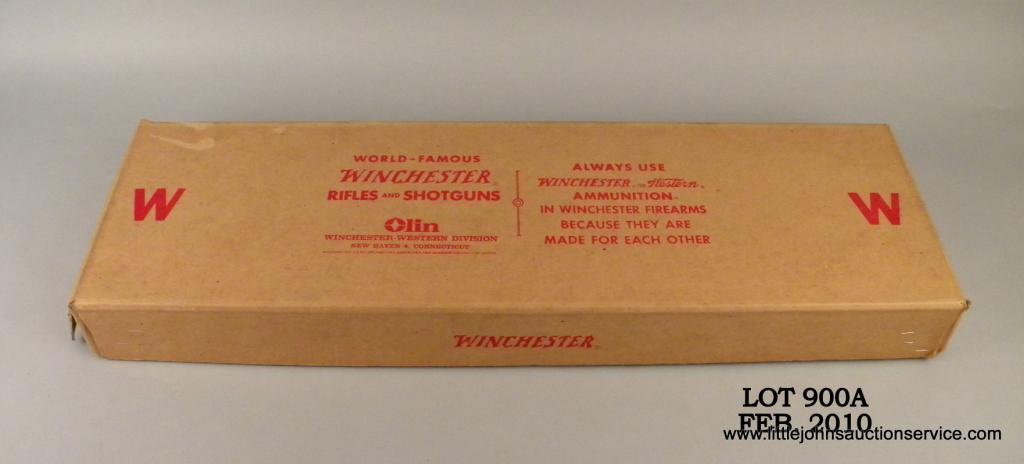 W
WORLD-FAMOUS
WINCHESTER
RIFLES AND SHOTGUNS
Olin
WINCHESTER-WESTERN DIVISION
NEW HAVEN 4, CONNECTICUT
ALWAYS USE
WINCHESTER OR Western
AMMUNITION
IN WINCHESTER FIREARMS
BECAUSE THEY ARE
MADE FOR EACH OTHER
W
WINCHESTER
LOT 900A
FEB. 2010
www.littlejohnsauctionservice.com